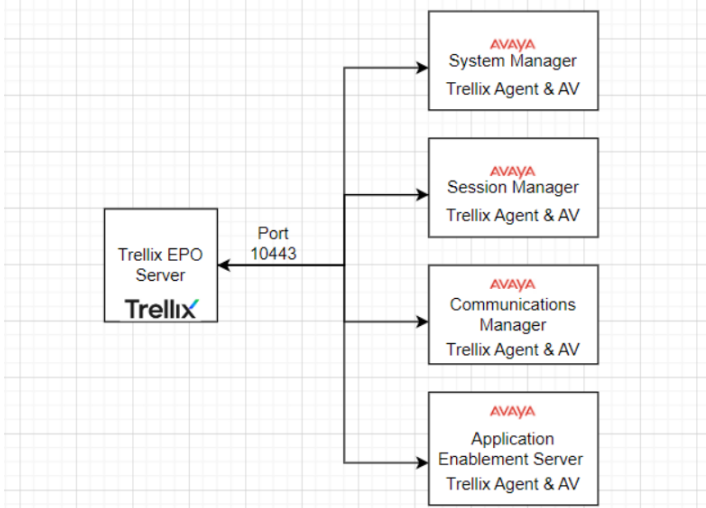 AVAYA
System Manager
Trellix Agent & AV
AVAYA
Session Manager
Trellix Agent & AV
Port
10443
Trellix EPO
Server
Trellix
AVAYA
Communications
Manager
Trellix Agent & AV
AVAYA
Application
Enablement Server
Trellix Agent & AV